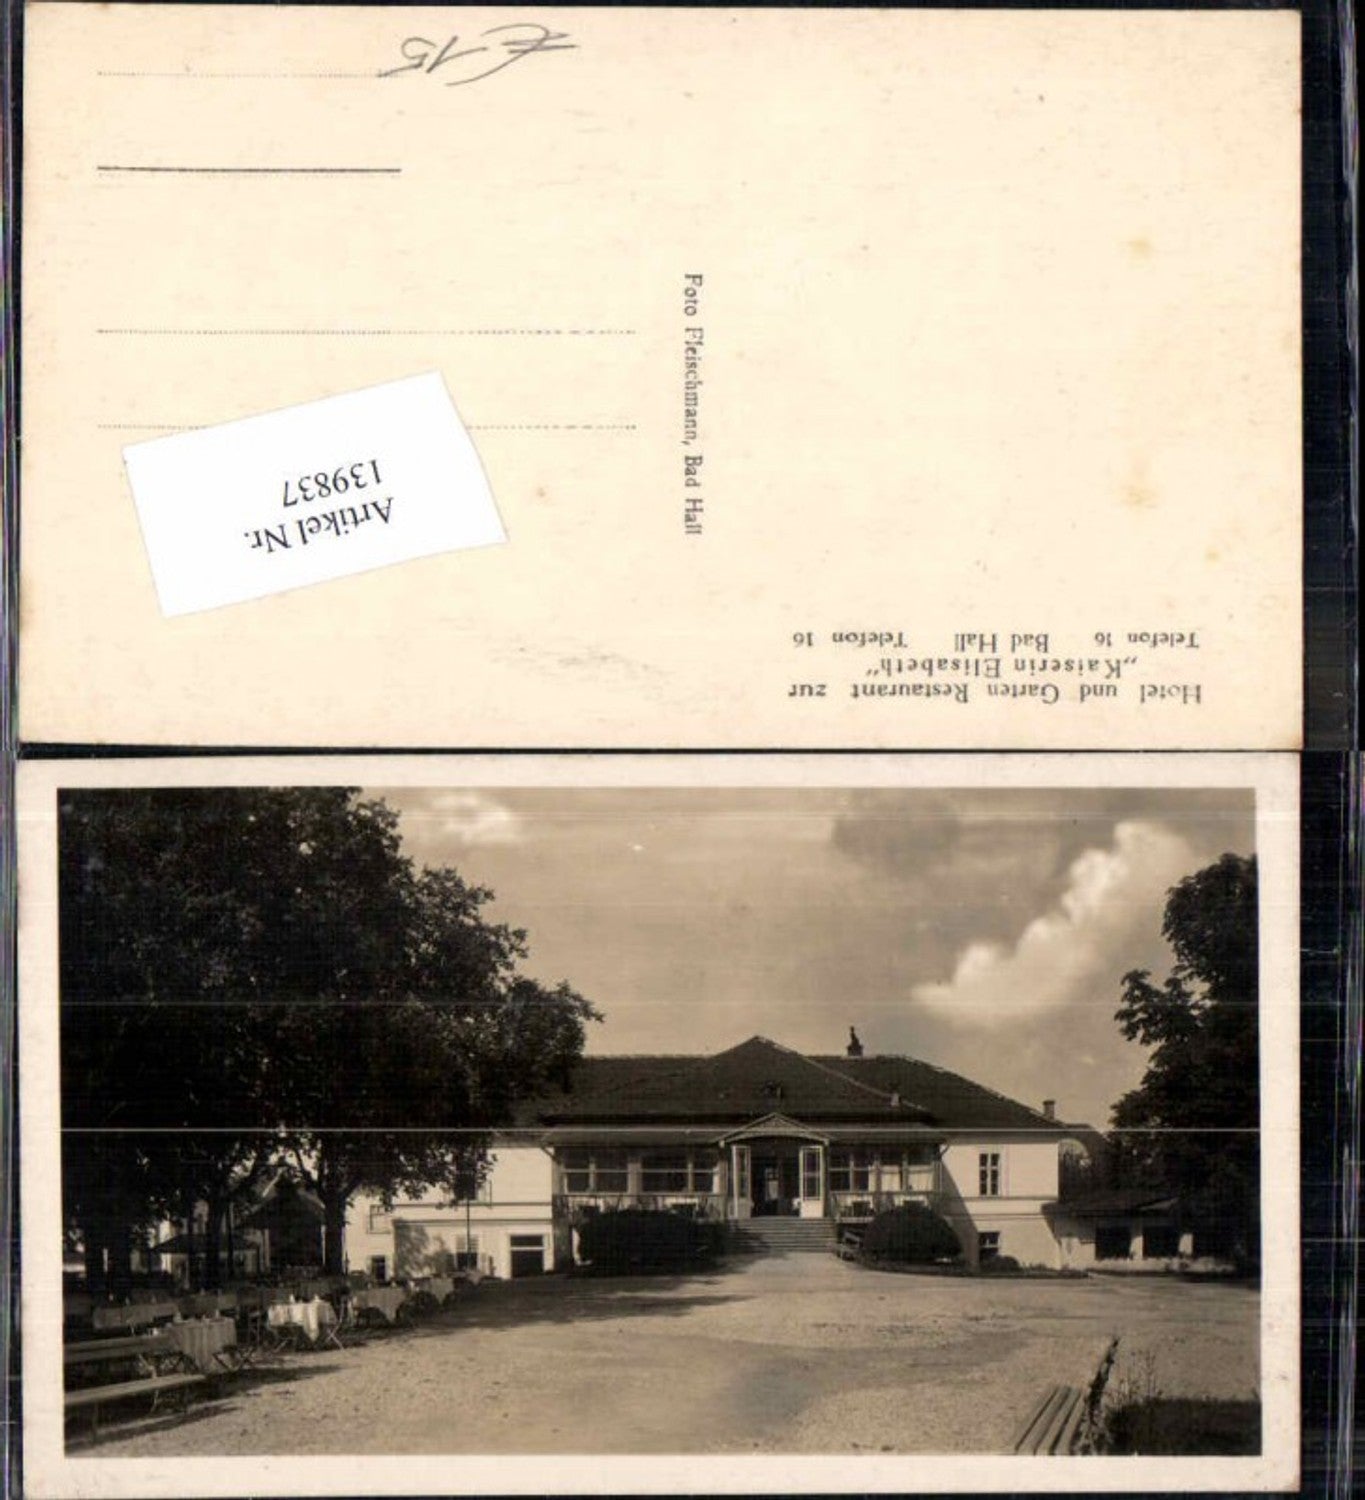 Hotel und Garten Restaurant zur
„Kaiserin Elisabeth"
Telefon 16 Bad Hall Telefon 16
Foto Fleischmann, Bad Hall
Artikel Nr.
139837
€ 15